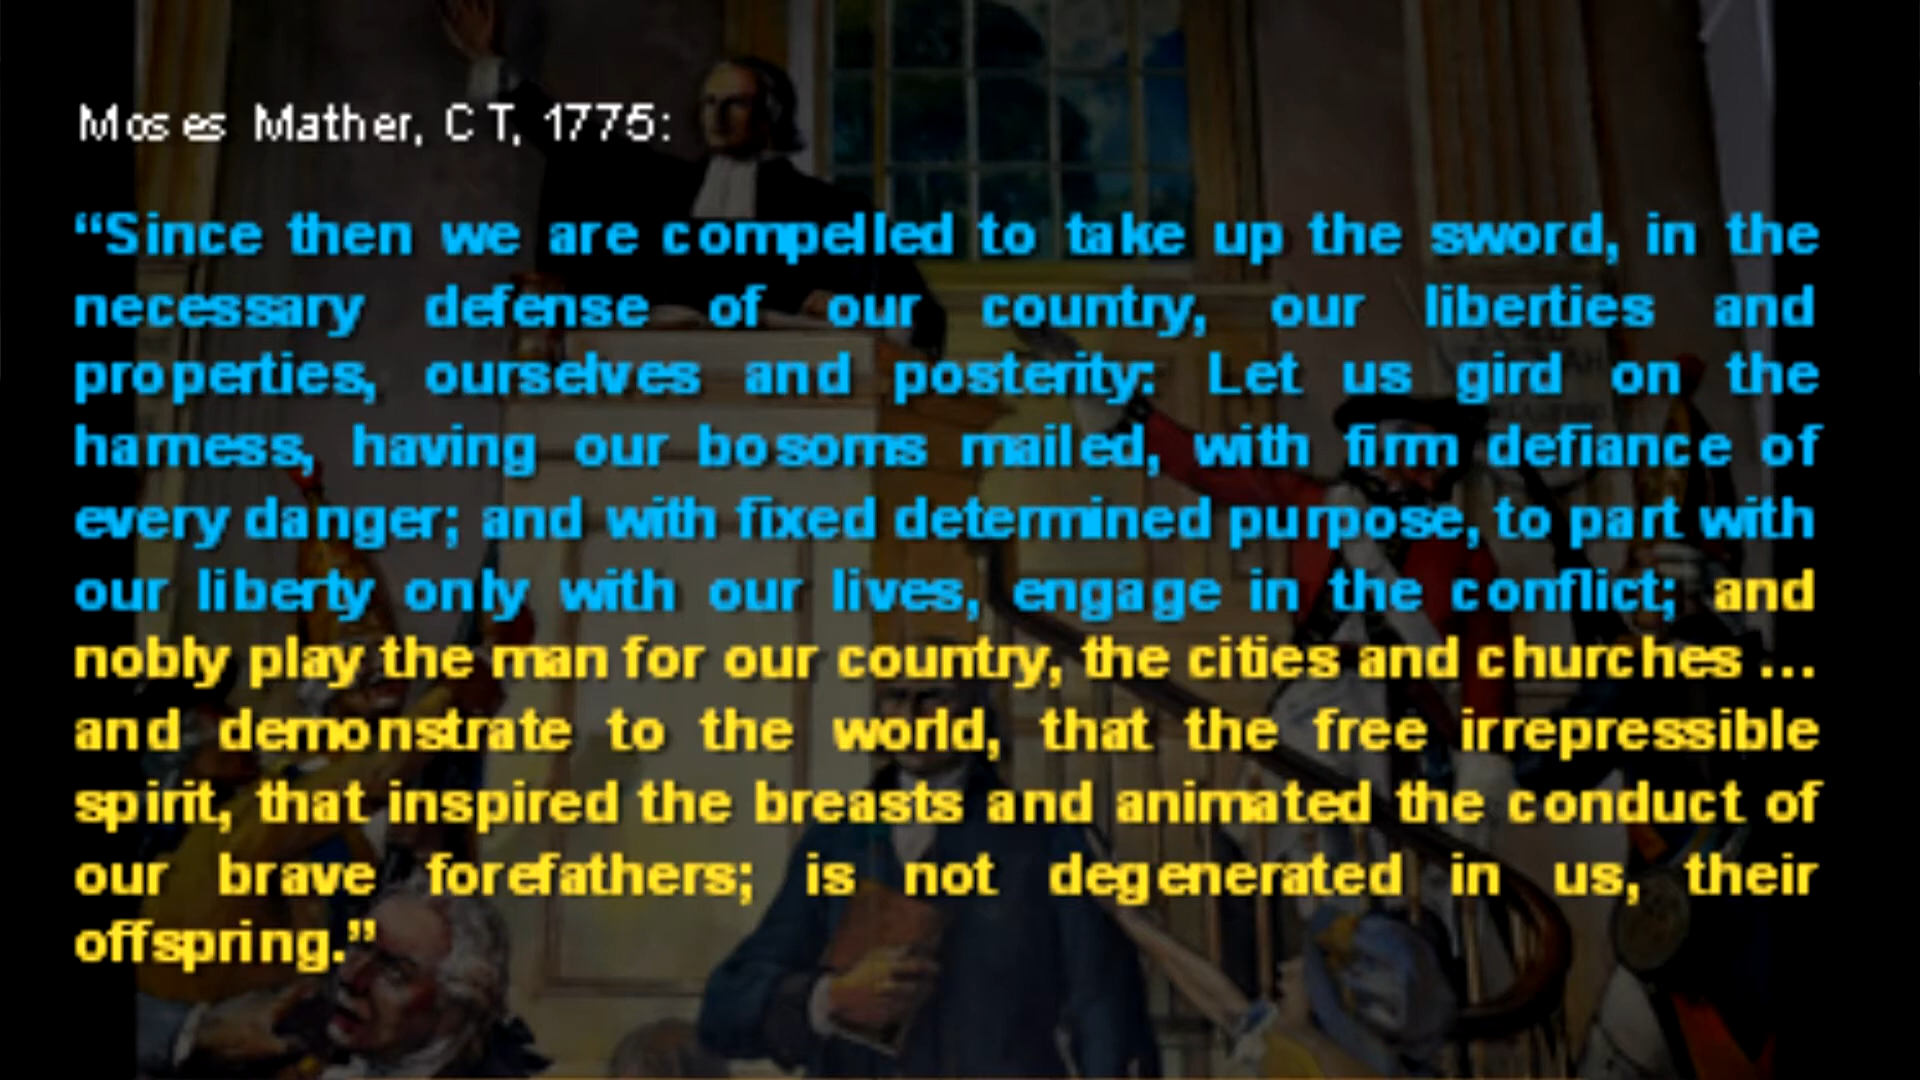 Moses Mather, CT, 1775:
“Since then we are compelled to take up the sword, in the
necessary defense of our country, our liberties and
properties, ourselves and posterity: Let us gird on the
harness, having our bosoms mailed, with firm defiance of
every danger; and with fixed determined purpose, to part with
our liberty only with our lives, engage in the conflict; and
nobly play the man for our country, the cities and churches …
and demonstrate to the world, that the free irrepressible
spirit, that inspired the breasts and animated the conduct of
our brave forefathers; is not degenerated in us, their
offspring.”